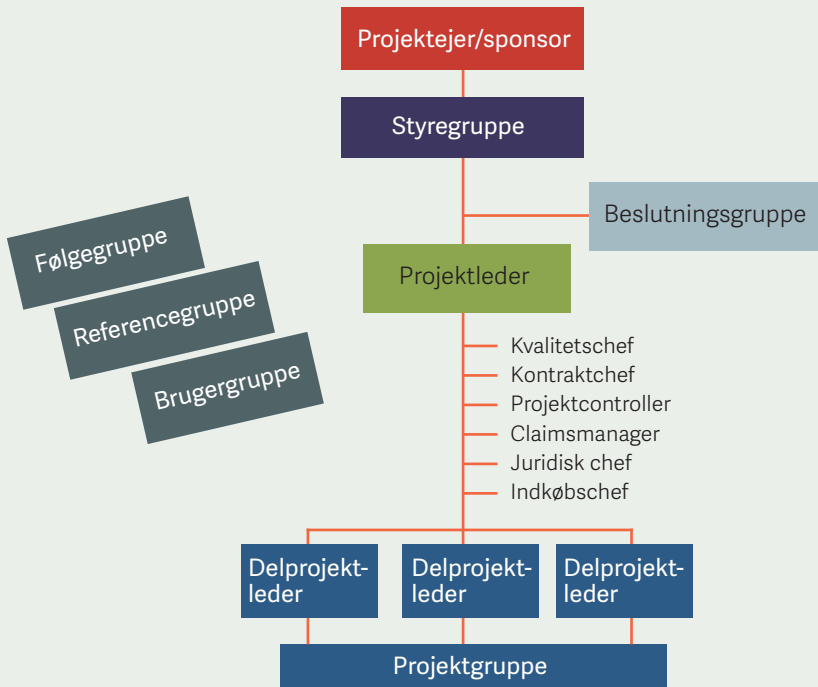 Projektejer/sponsor
Styregruppe
Beslutningsgruppe
Følgegruppe
Projektleder
Referencegruppe
Brugergruppe
Kvalitetschef
Kontraktchef
Projektcontroller
Claimsmanager
Juridisk chef
Indkøbschef
Delprojekt-
leder
Delprojekt-
leder
Delprojekt-
leder
Projektgruppe